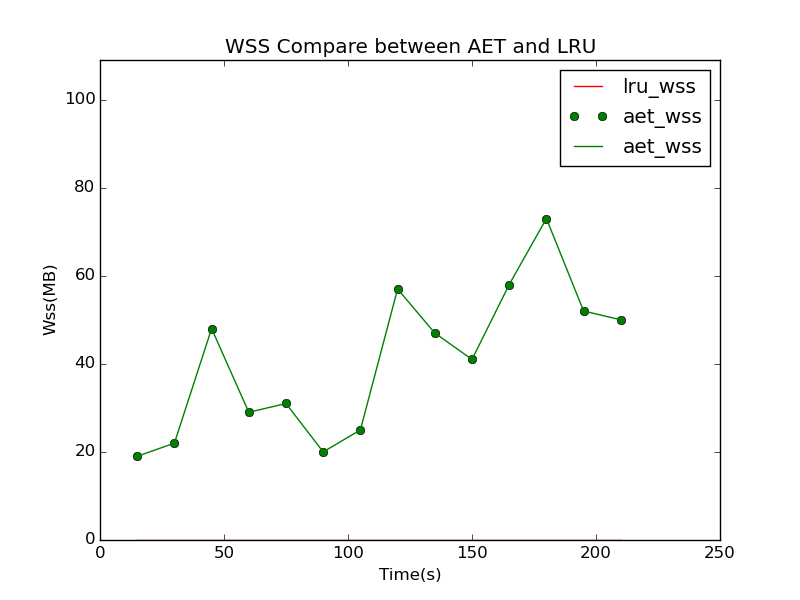 WSS Compare between AET and LRU
lru_wss
aet_wss
aet_wss
100
80
60
40
20
0
Wss(MB)
0 50 100 150 200 250
Time(s)